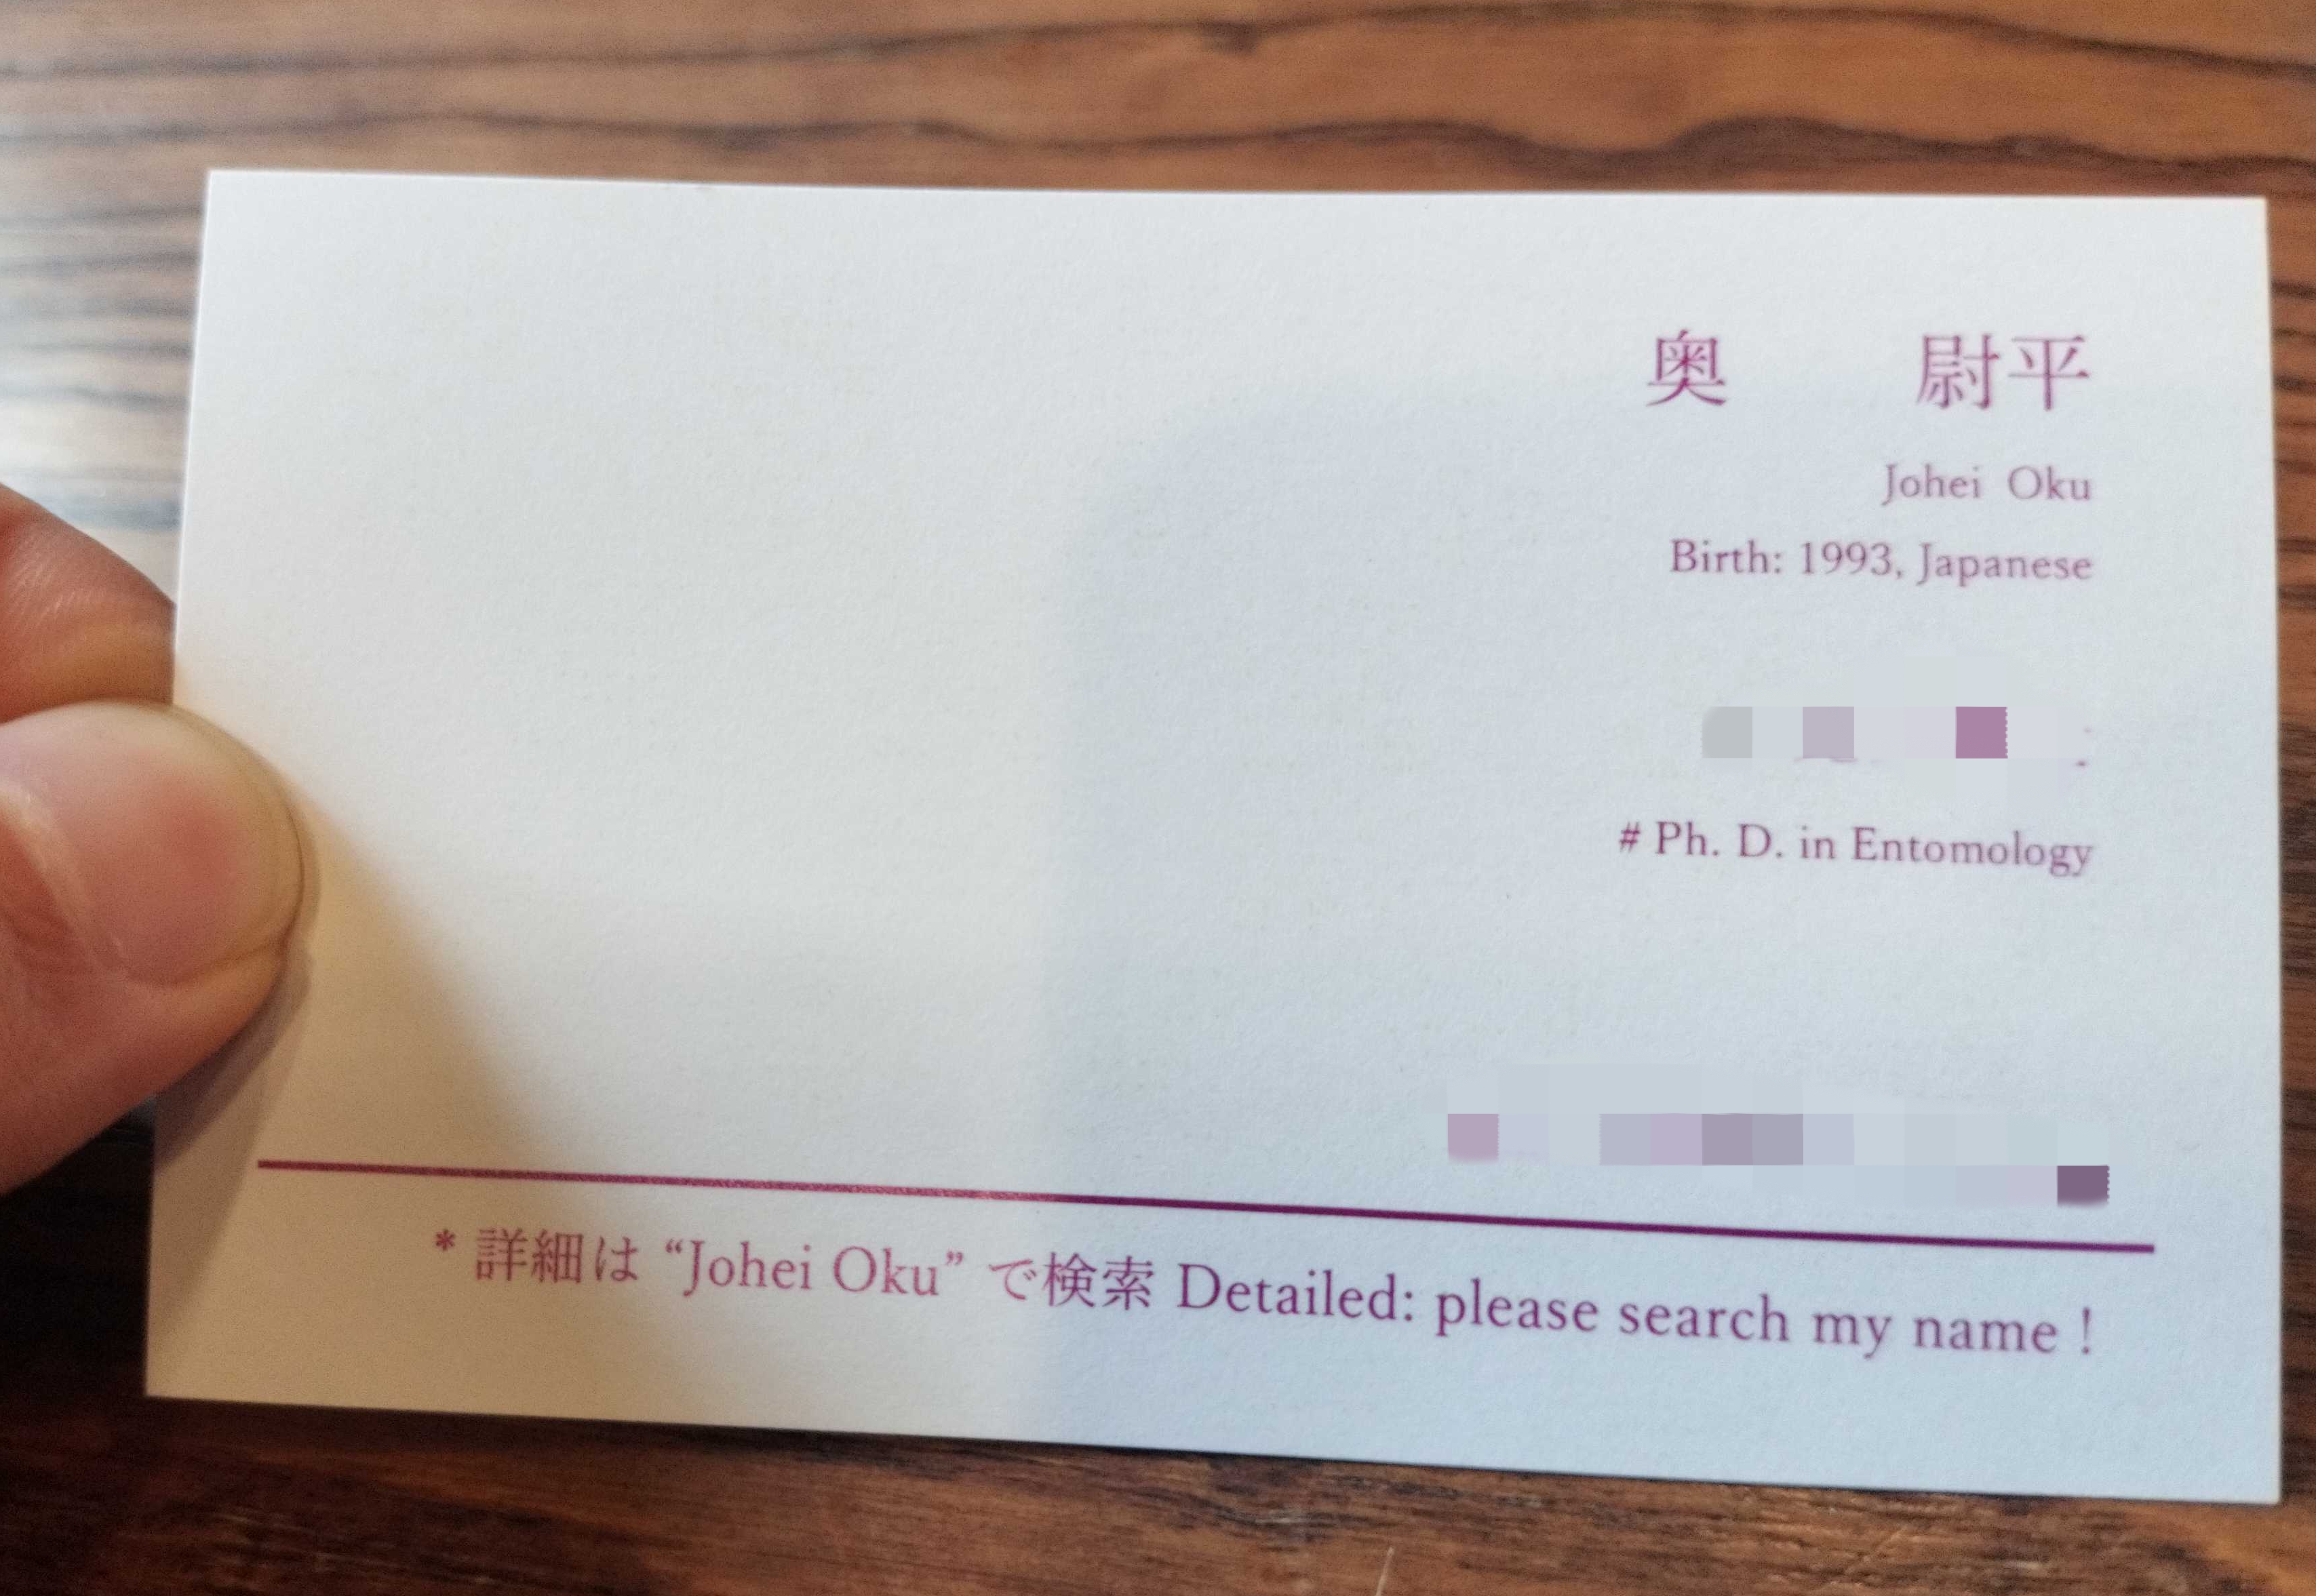 奥 尉平
Johei Oku
Birth: 1993, Japanese
# Ph. D. in Entomology
* 詳細は “Johei Oku” で検索 Detailed: please search my name !